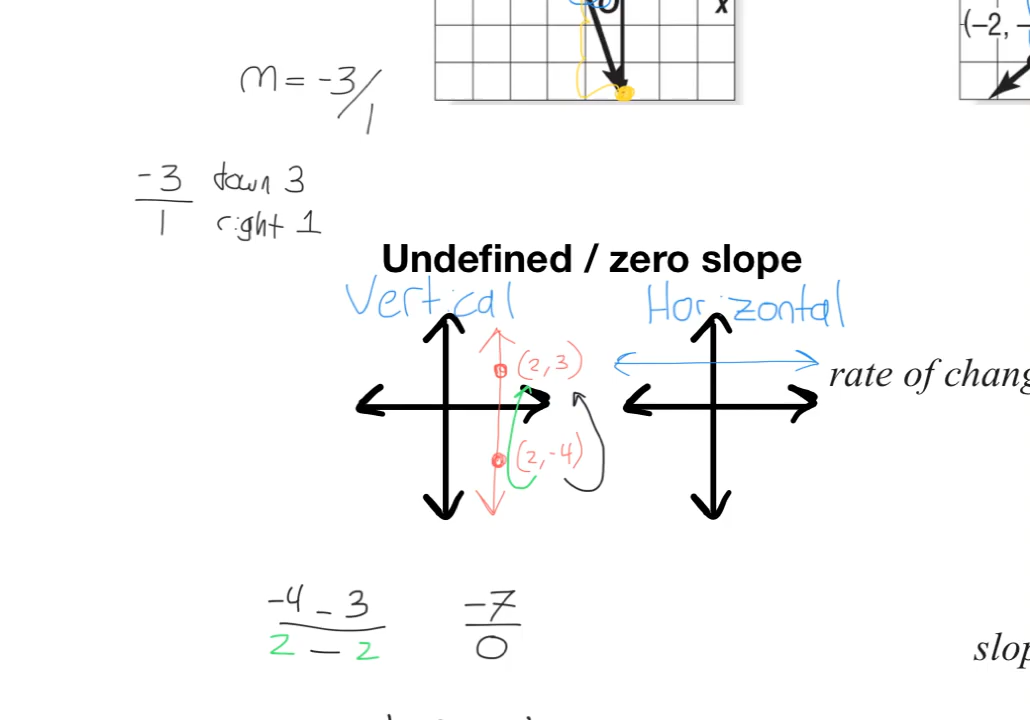 x
(-2,
m = -3/1
-3 down 3
1 right 1
Undefined / zero slope
Vertical Horizontal
(2,3)
rate of chang
(2,-4)
-4 - 3 -7
2 - 2 0
slop